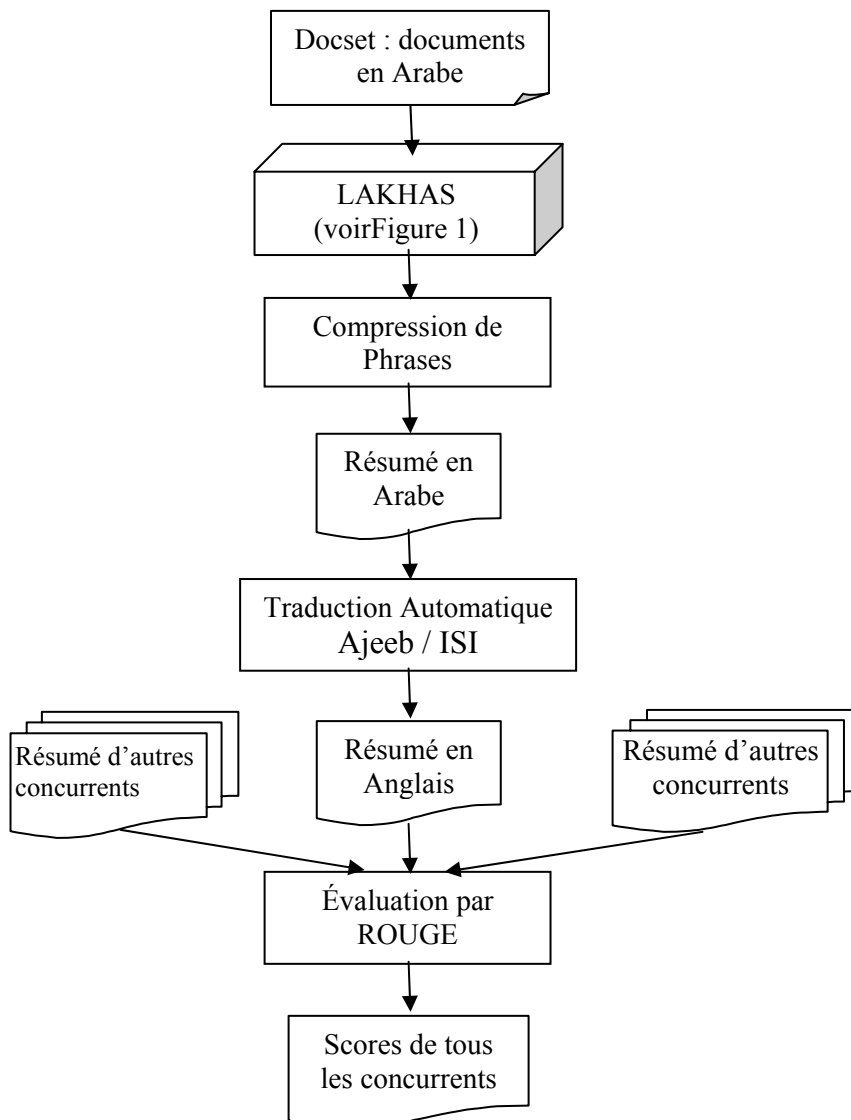 Docset : documents
en Arabe
LAKHAS
(voirFigure 1)
Compression de
Phrases
Résumé en
Arabe
Traduction Automatique
Ajeeb / ISI
Résumé d’autres
concurrents
Résumé en
Anglais
Résumé d’autres
concurrents
Évaluation par
ROUGE
Scores de tous
les concurrents